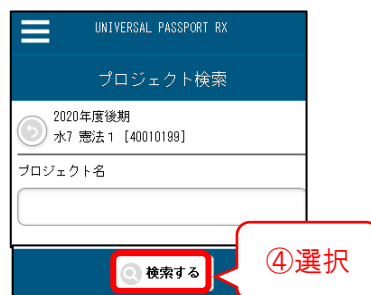 UNIVERSAL PASSPORT RX
プロジェクト検索
2020年度後期
水7 憲法１ [40010199]
プロジェクト名
検索する
④選択